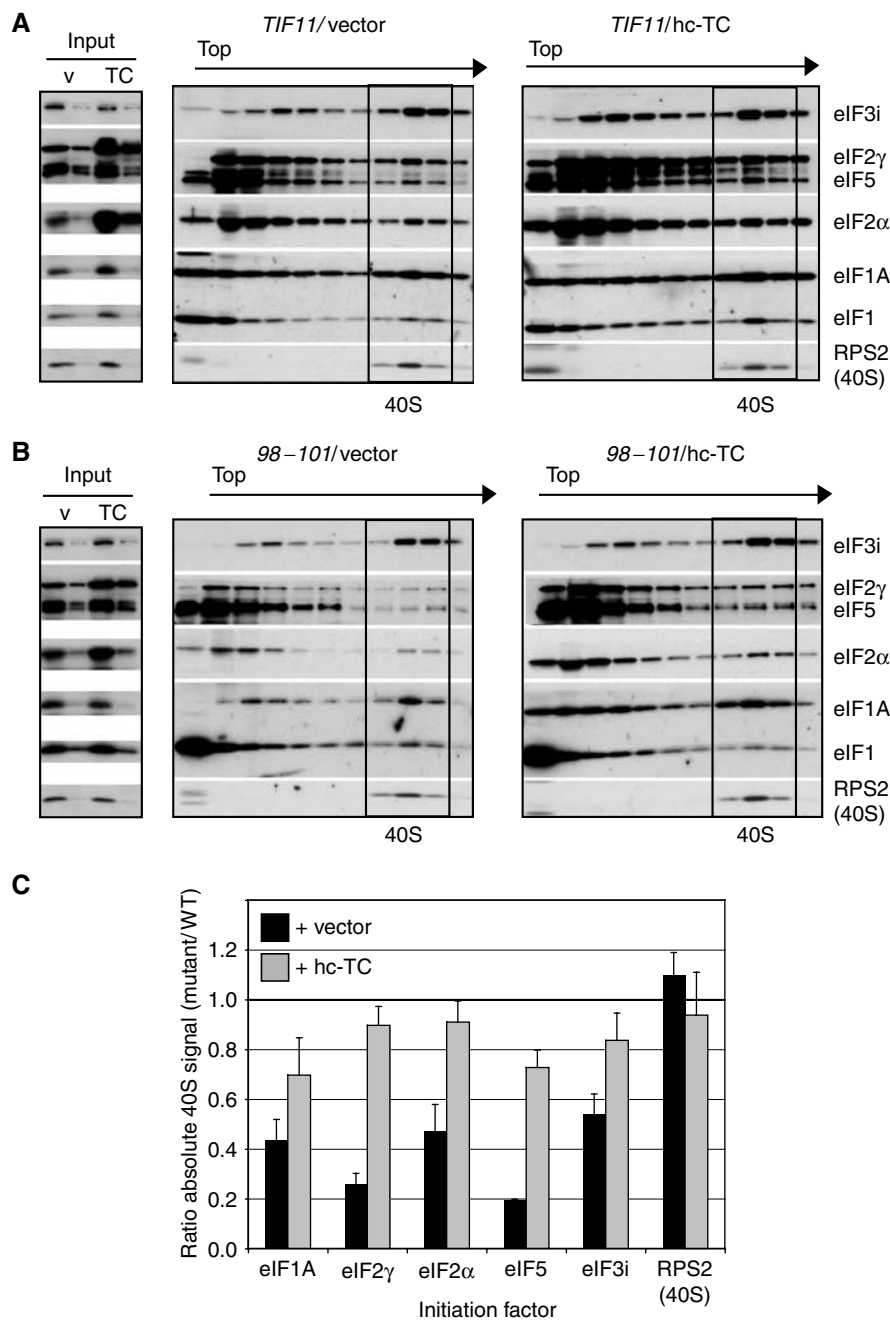 A
Input
v TC
TIF11/vector
Top
TIF11/hc-TC
Top
eIF3i
eIF2γ
eIF5
eIF2α
eIF1A
eIF1
RPS2
(40S)
40S
40S
B
Input
v TC
98–101/vector
Top
98–101/hc-TC
Top
eIF3i
eIF2γ
eIF5
eIF2α
eIF1A
eIF1
RPS2
(40S)
40S
40S
C
Ratio absolute 40S signal (mutant/WT)
+ vector
+ hc-TC
1.2
1.0
0.8
0.6
0.4
0.2
0.0
eIF1A eIF2γ eIF2α eIF5 eIF3i RPS2
(40S)
Initiation factor